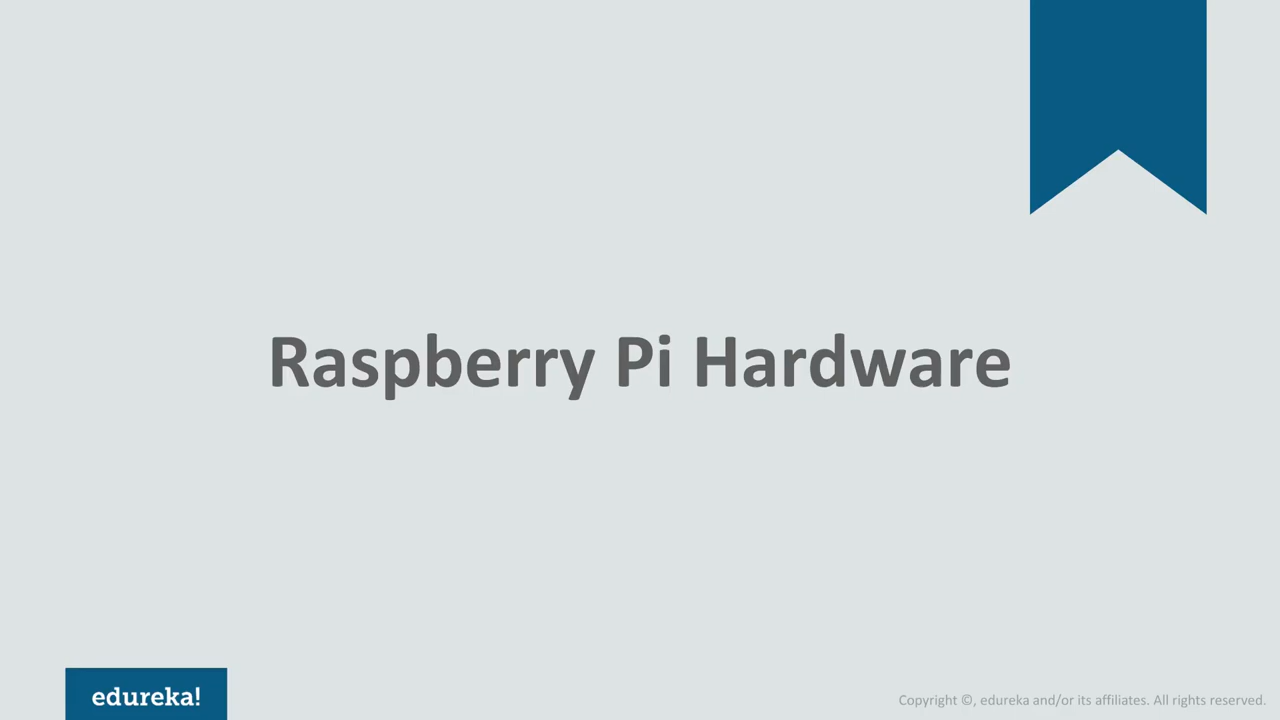 Raspberry Pi Hardware
edureka!
Copyright ©, edureka and/or its affiliates. All rights reserved.